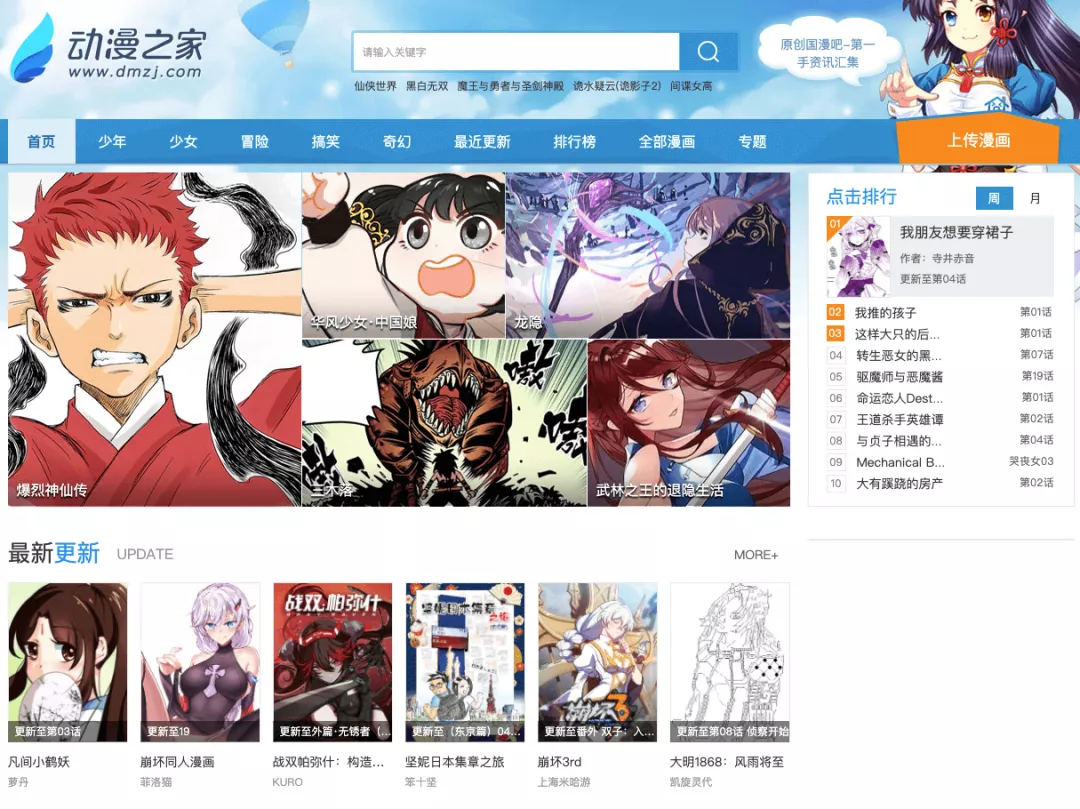 动漫之家
www.dmzj.com
请输入关键字
仙侠世界 黑白无双 魔王与勇者与圣剑神殿 诡水疑云(诡影子2) 间谍女高
原创国漫吧-第一
手资讯汇集
首页 少年 少女 冒险 搞笑 奇幻 最近更新 排行榜 全部漫画 专题 上传漫画
爆烈神仙传
华风少女·中国娘
龙隐
三木落
武林之王的退隐生活
点击排行 周 月
01 我朋友想要穿裙子
作者：寺井赤音
更新至第04话
02 我推的孩子 第01话
03 这样大只的后... 第01话
04 转生恶女的黑... 第07话
05 驱魔师与恶魔酱 第19话
06 命运恋人Dest... 第01话
07 王道杀手英雄谭 第02话
08 与贞子相遇的... 第04话
09 Mechanical B... 哭丧女03
10 大有蹊跷的房产 第02话
最新更新 UPDATE MORE+
战双帕弥什
坚妮日本集章
之旅
崩坏3
更新至第03话 更新至19 更新至外篇·无锈者（... 更新至（东京篇）04... 更新至番外 双子：入... 更新至第08话 侦察开始
凡间小鹤妖 崩坏同人漫画 战双帕弥什：构造... 坚妮日本集章之旅 崩坏3rd 大明1868：风雨将至
萝丹 菲洛猫 KURO 笨十坚 上海米哈游 凯旋灵代